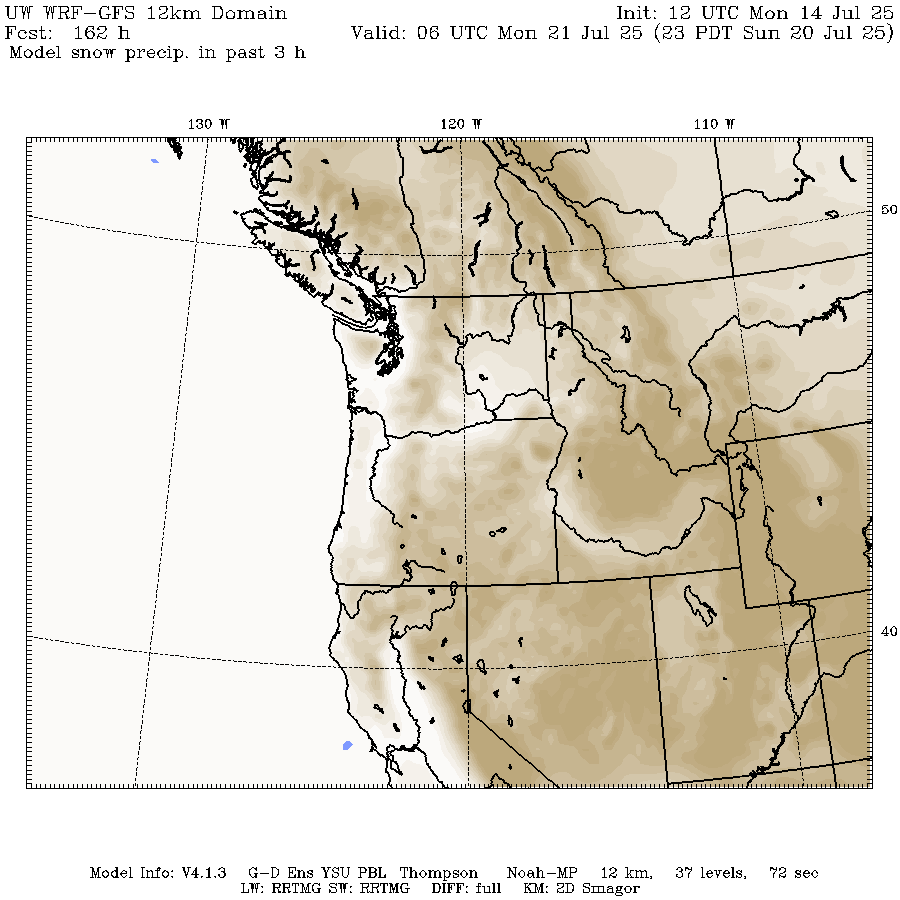 UW WRF-GFS 12km Domain Init: 12 UTC Mon 14 Jul 25
Fcst: 162 h Valid: 06 UTC Mon 21 Jul 25 (23 PDT Sun 20 Jul 25)
Model snow precip. in past 3 h
130 W 120 W 110 W
50
40
Model Info: V4.1.3 G-D Ens YSU PBL Thompson Noah-MP 12 km, 37 levels, 72 sec
LW: RRTMG SW: RRTMG DIFF: full KM: 2D Smagor